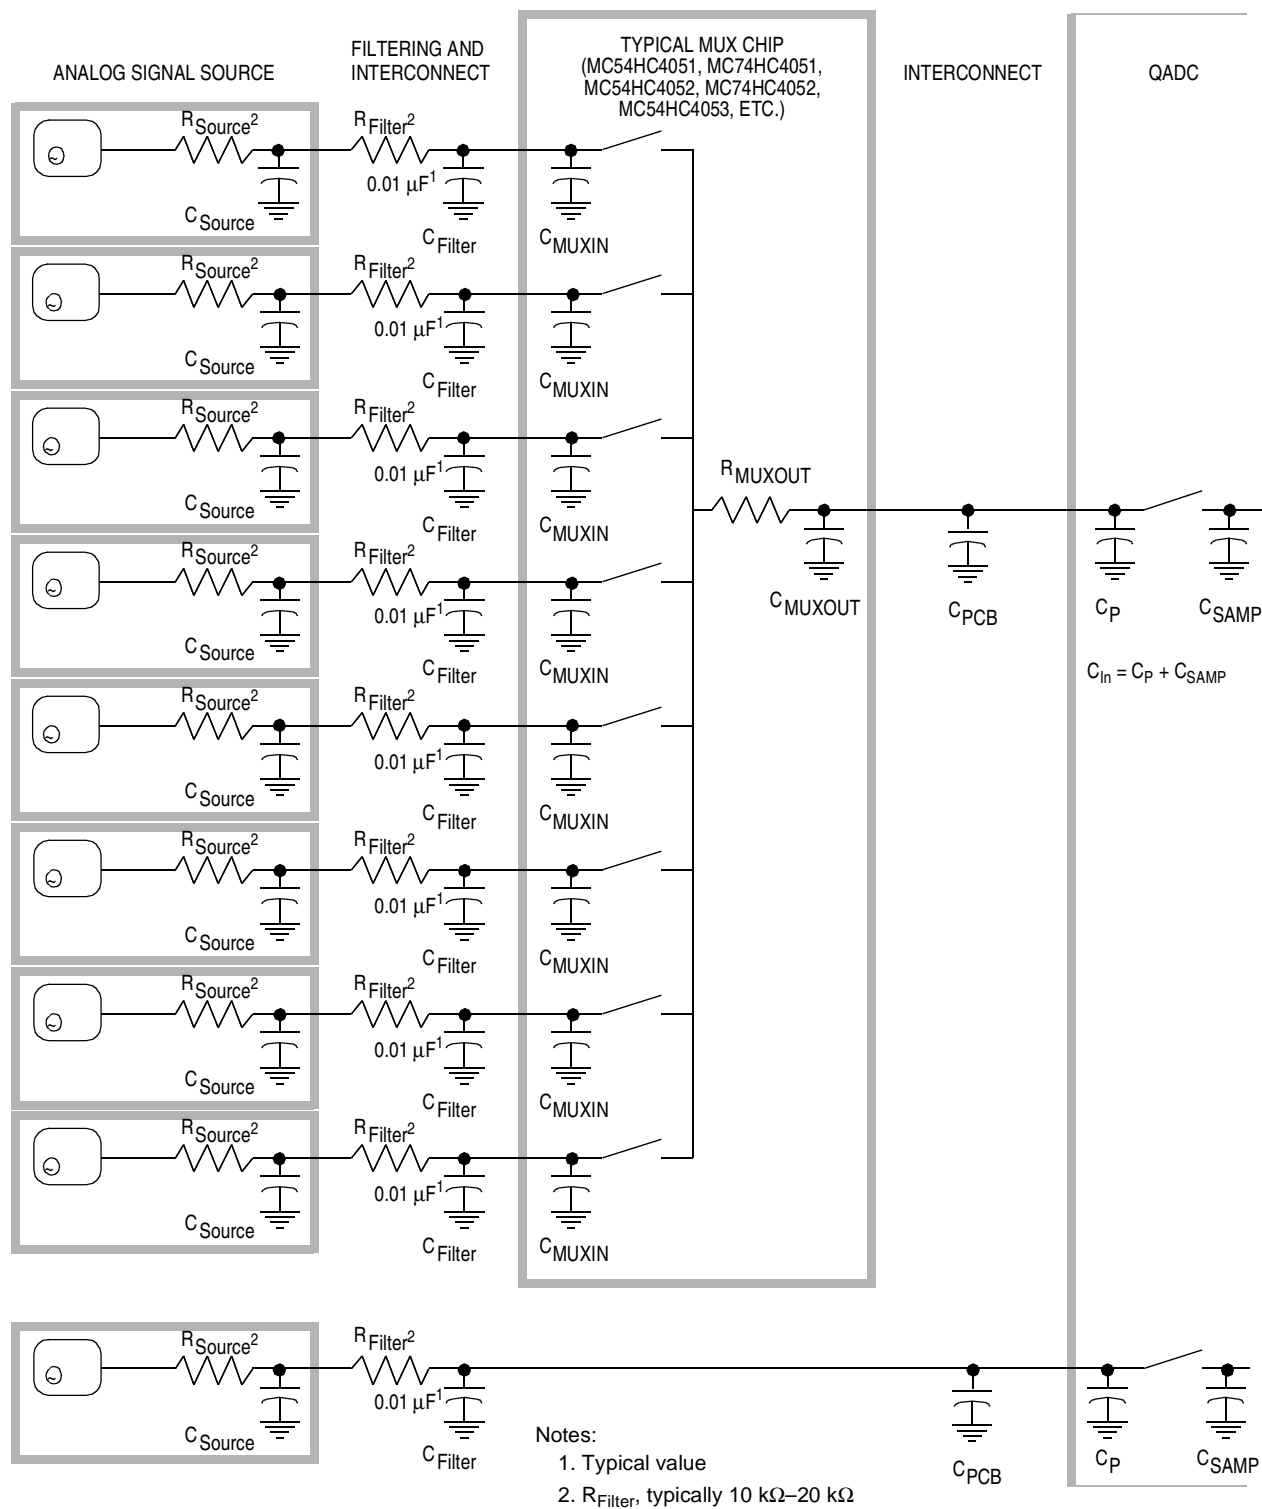 FILTERING AND
INTERCONNECT
ANALOG SIGNAL SOURCE
TYPICAL MUX CHIP
(MC54HC4051, MC74HC4051,
MC54HC4052, MC74HC4052,
MC54HC4053, ETC.)
INTERCONNECT
QADC
RSource2
RFilter2
~
0.01 µF1
CSource
CFilter
CMUXIN
RSource2
RFilter2
~
0.01 µF1
CSource
CFilter
CMUXIN
RSource2
RFilter2
~
0.01 µF1
CSource
CFilter
CMUXIN
RMUXOUT
RSource2
RFilter2
~
0.01 µF1
CSource
CFilter
CMUXIN
CMUXOUT
CPCB
CP
CSAMP
CIn = CP + CSAMP
RSource2
RFilter2
~
0.01 µF1
CSource
CFilter
CMUXIN
RSource2
RFilter2
~
0.01 µF1
CSource
CFilter
CMUXIN
RSource2
RFilter2
~
0.01 µF1
CSource
CFilter
CMUXIN
RSource2
RFilter2
~
0.01 µF1
CSource
CFilter
CMUXIN
RSource2
RFilter2
~
0.01 µF1
CSource
CFilter
CPCB
CP
CSAMP
Notes:
1. Typical value
2. RFilter, typically 10 kΩ–20 kΩ